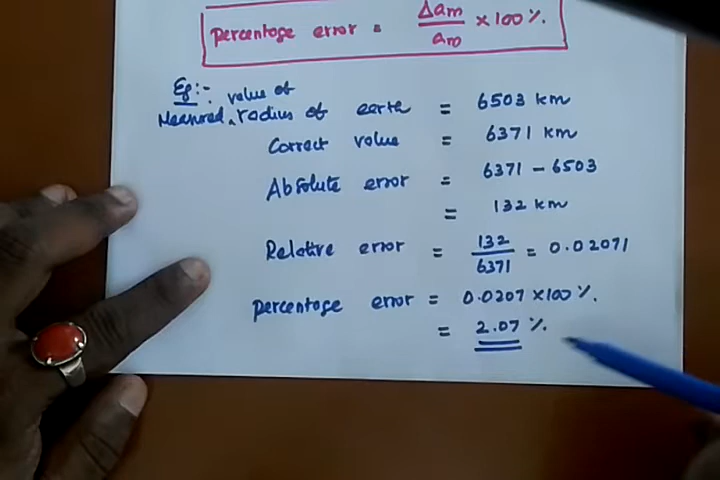 Percentage error = Δam/am × 100 %.
Eg:- value of
Measured ^ radius of earth = 6503 km
Correct value = 6371 km
Absolute error = 6371 - 6503
= 132 km
Relative error = 132/6371 = 0.02071
Percentage error = 0.0207 × 100 %.
= 2.07 %.